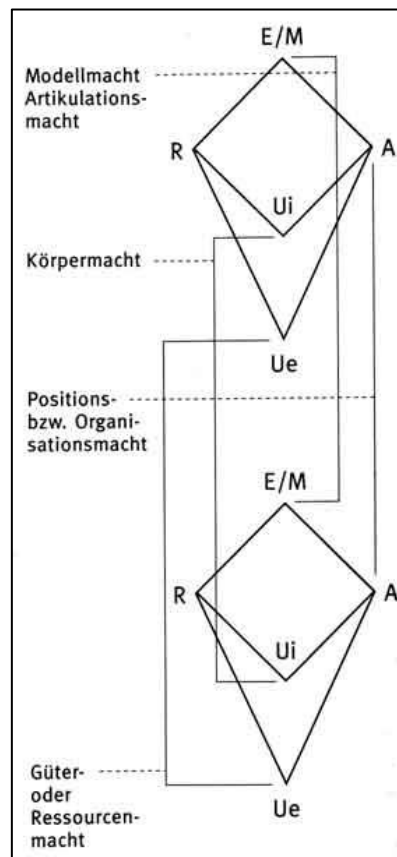 E/M
Modellmacht
Artikulations-
macht
R
A
Ui
Körpermacht
Ue
Positions-
bzw. Organi-
sationsmacht
E/M
R
A
Ui
Güter-
oder
Ressourcen-
macht
Ue